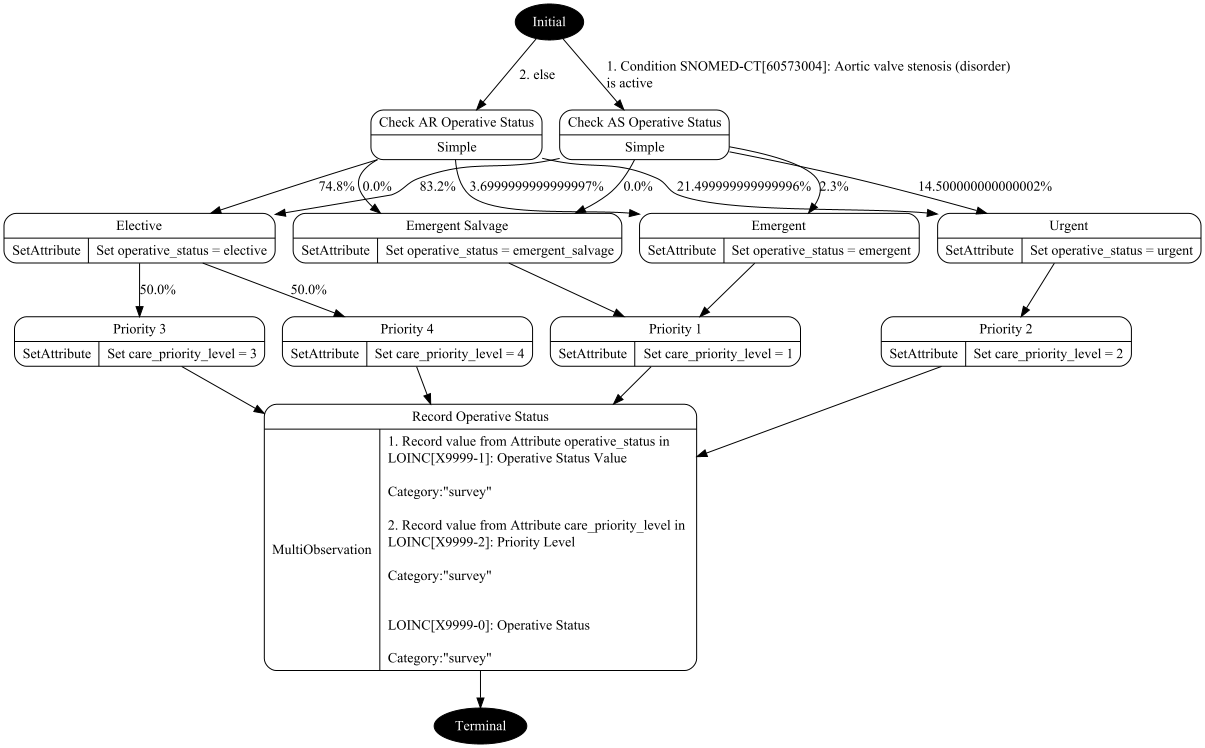 Initial
2. else
1. Condition SNOMED-CT[60573004]: Aortic valve stenosis (disorder)
is active
Check AR Operative Status
Simple
Check AS Operative Status
Simple
74.8%
0.0%
83.2%
3.6999999999999997%
0.0%
21.499999999999996%
2.3%
14.500000000000002%
Elective
SetAttribute
Set operative_status = elective
Emergent Salvage
SetAttribute
Set operative_status = emergent_salvage
Emergent
SetAttribute
Set operative_status = emergent
Urgent
SetAttribute
Set operative_status = urgent
50.0%
50.0%
Priority 3
SetAttribute
Set care_priority_level = 3
Priority 4
SetAttribute
Set care_priority_level = 4
Priority 1
SetAttribute
Set care_priority_level = 1
Priority 2
SetAttribute
Set care_priority_level = 2
Record Operative Status
MultiObservation
1. Record value from Attribute operative_status in
LOINC[X9999-1]: Operative Status Value
Category:"survey"
2. Record value from Attribute care_priority_level in
LOINC[X9999-2]: Priority Level
Category:"survey"
LOINC[X9999-0]: Operative Status
Category:"survey"
Terminal